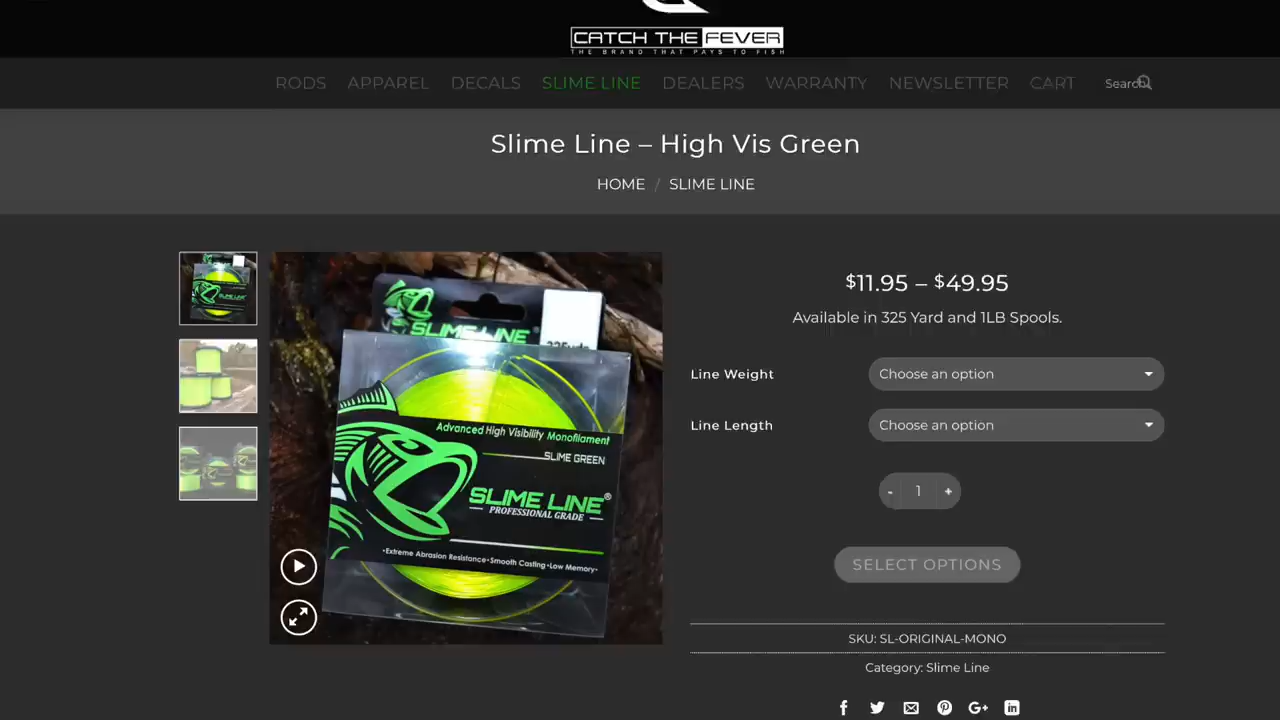 CATCH THE FEVER
THE BRAND THAT PAYS TO FISH
RODS APPAREL DECALS SLIME LINE DEALERS WARRANTY NEWSLETTER CART Search
Slime Line – High Vis Green
HOME / SLIME LINE
$11.95 – $49.95
Available in 325 Yard and 1LB Spools.
SLIME LINE
Line Weight Choose an option
Line Length Choose an option
Advanced High Visibility Monofilament
SLIME GREEN
SLIME LINE®
PROFESSIONAL GRADE
•Extreme Abrasion Resistance•Smooth Casting•Low Memory•
- 1 +
SELECT OPTIONS
SKU: SL-ORIGINAL-MONO
Category: Slime Line